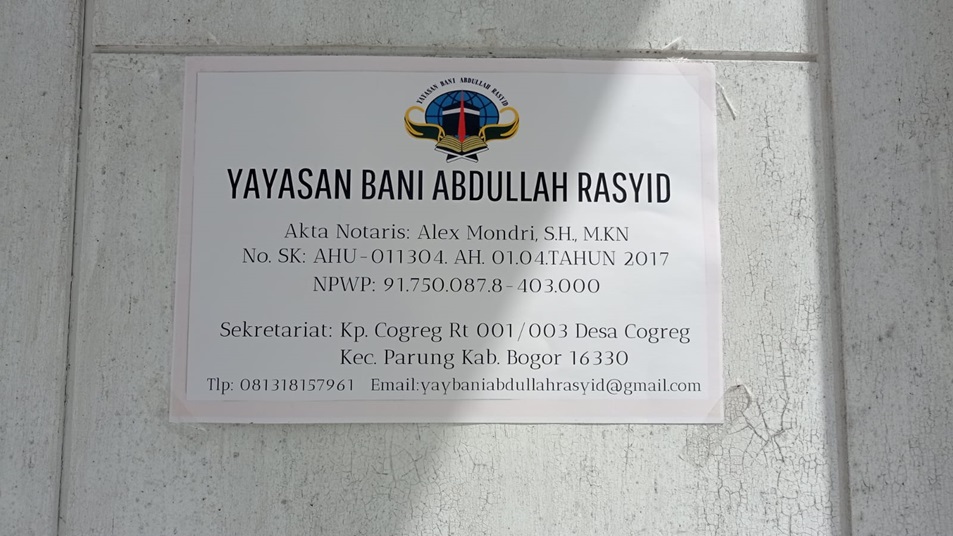 YAYASAN BANI ABDULLAH RASYID
YAYASAN BANI ABDULLAH RASYID
Akta Notaris: Alex Mondri, S.H., M.KN
No. SK: AHU-011304. AH. 01.04.TAHUN 2017
NPWP: 91.750.087.8-403.000
Sekretariat: Kp. Cogreg Rt 001/003 Desa Cogreg
Kec. Parung Kab. Bogor 16330
Tlp: 081318157961 Email:yaybaniabdullahrasyid@gmail.com